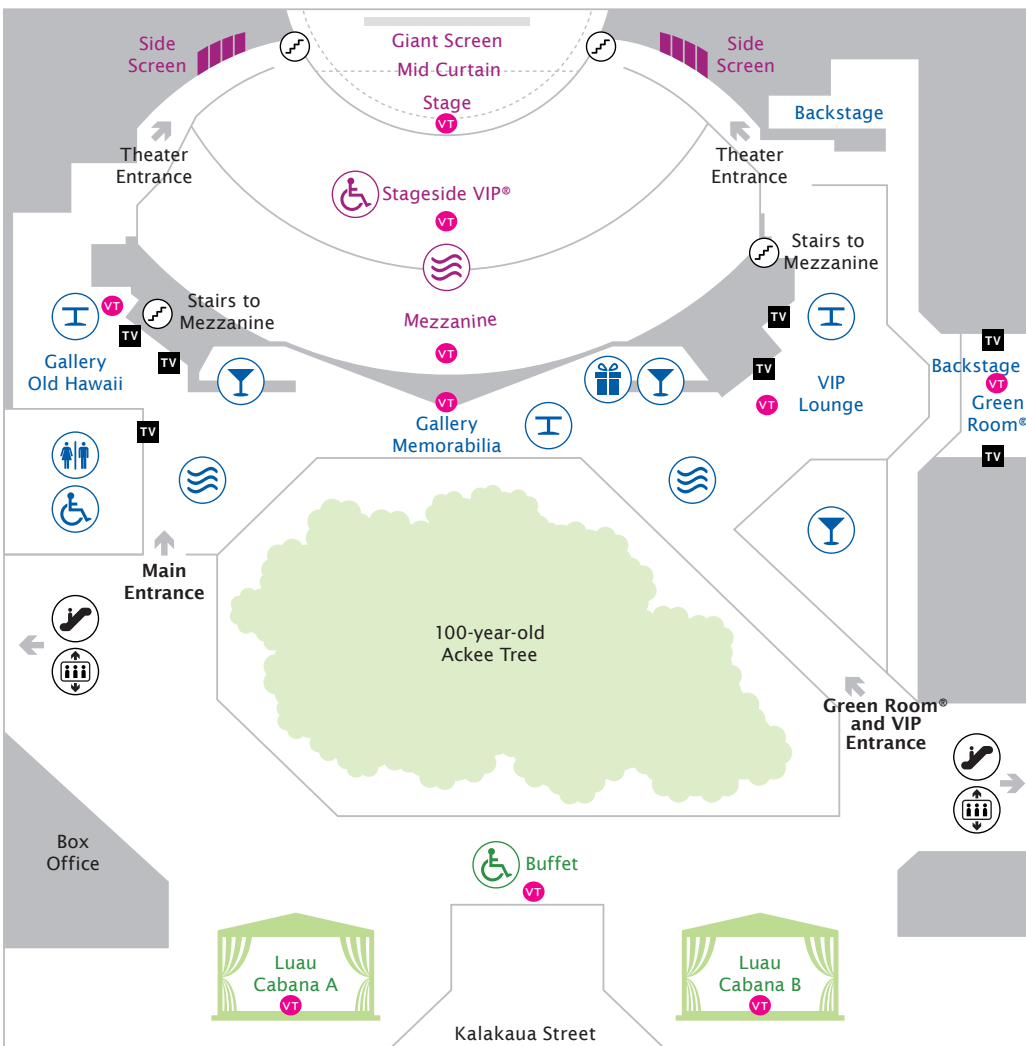 Side
Screen
Giant Screen
Mid Curtain
Stage
VT
Side
Screen
Backstage
Theater
Entrance
Theater
Entrance
Stageside VIP®
VT
Stairs to
Mezzanine
Stairs to
Mezzanine
VT
TV
TV
Gallery
Old Hawaii
Mezzanine
VT
TV
TV
VIP
Lounge
VT
TV
Backstage
VT
Green
Room®
TV
VT
Gallery
Memorabilia
TV
Main
Entrance
100-year-old
Ackee Tree
Green Room®
and VIP
Entrance
Box
Office
Buffet
VT
Luau
Cabana A
VT
Luau
Cabana B
VT
Kalakaua Street